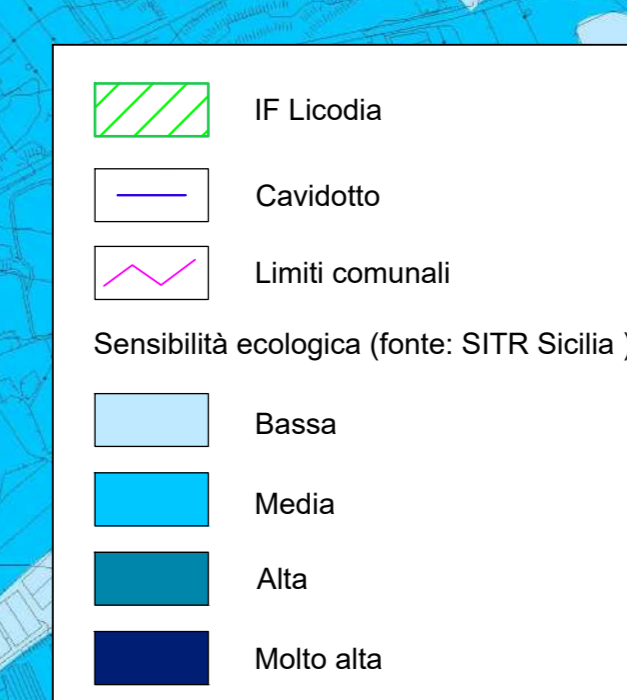 IF Licodia
Cavidotto
Limiti comunali
Sensibilità ecologica (fonte: SITR Sicilia )
Bassa
Media
Alta
Molto alta